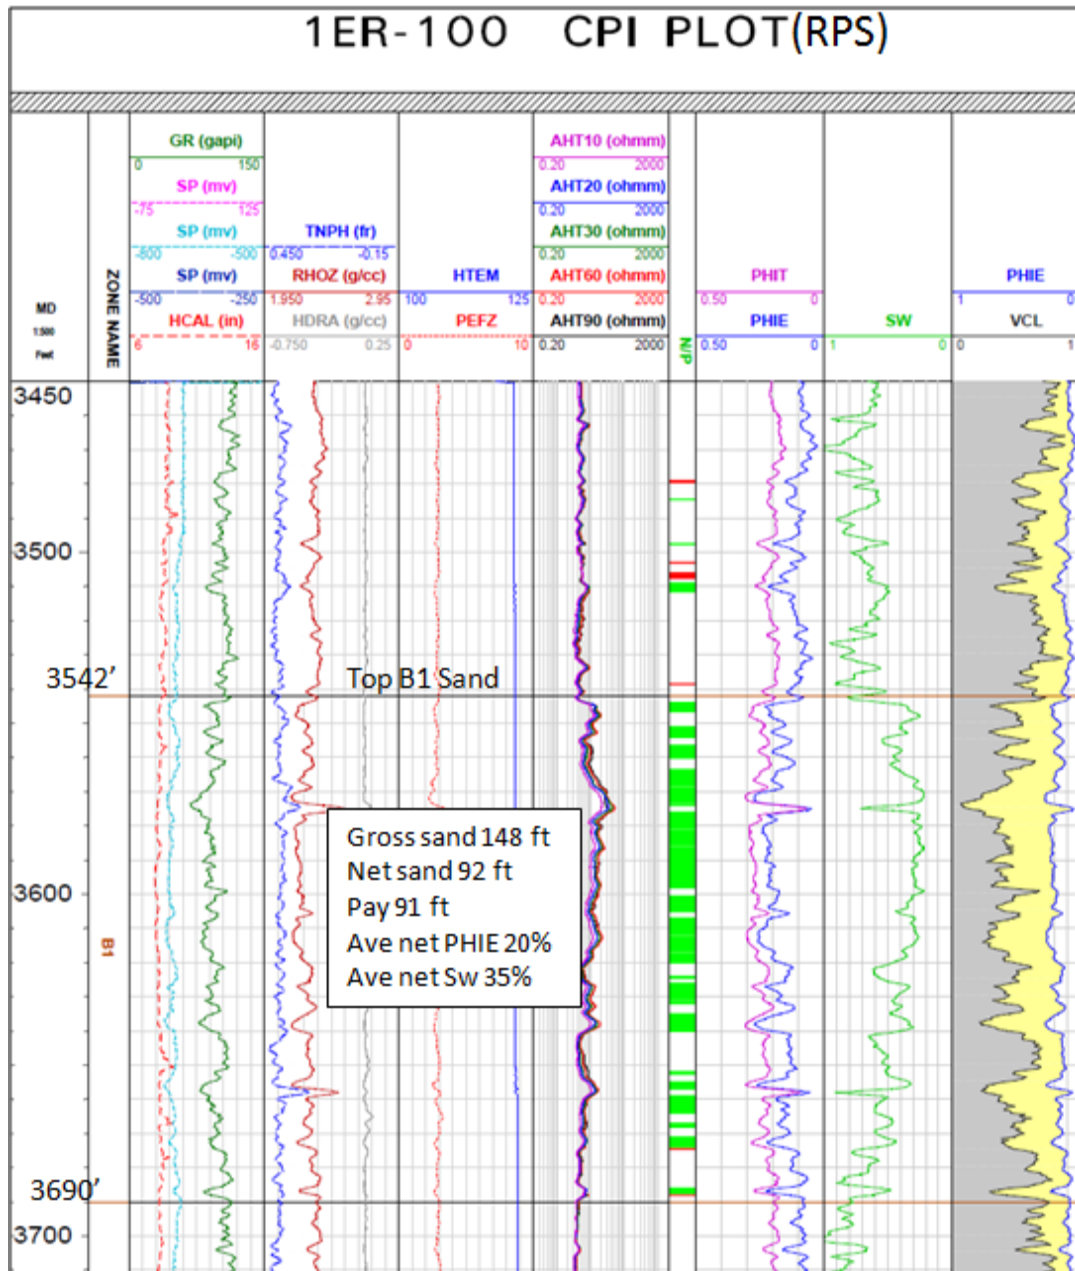 1ER-100 CPI PLOT(RPS)
MD
1:500
Feet
ZONE NAME
GR (gapi)
0 150
SP (mv)
-75 125
SP (mv)
-800 -500
SP (mv)
-500 -250
HCAL (in)
6 16
TNPH (fr)
0.450 -0.15
RHOZ (g/cc)
1.950 2.95
HDRA (g/cc)
-0.750 0.25
HTEM
100 125
PEFZ
0 10
AHT10 (ohmm)
0.20 2000
AHT20 (ohmm)
0.20 2000
AHT30 (ohmm)
0.20 2000
AHT60 (ohmm)
0.20 2000
AHT90 (ohmm)
0.20 2000
N/P
PHIT
0.50 0
PHIE
0.50 0
SW
1 0
PHIE
1 0
VCL
0 1
3450
3500
3542’
Top B1 Sand
Gross sand 148 ft
Net sand 92 ft
Pay 91 ft
Ave net PHIE 20%
Ave net Sw 35%
3600
B1
3690’
3700